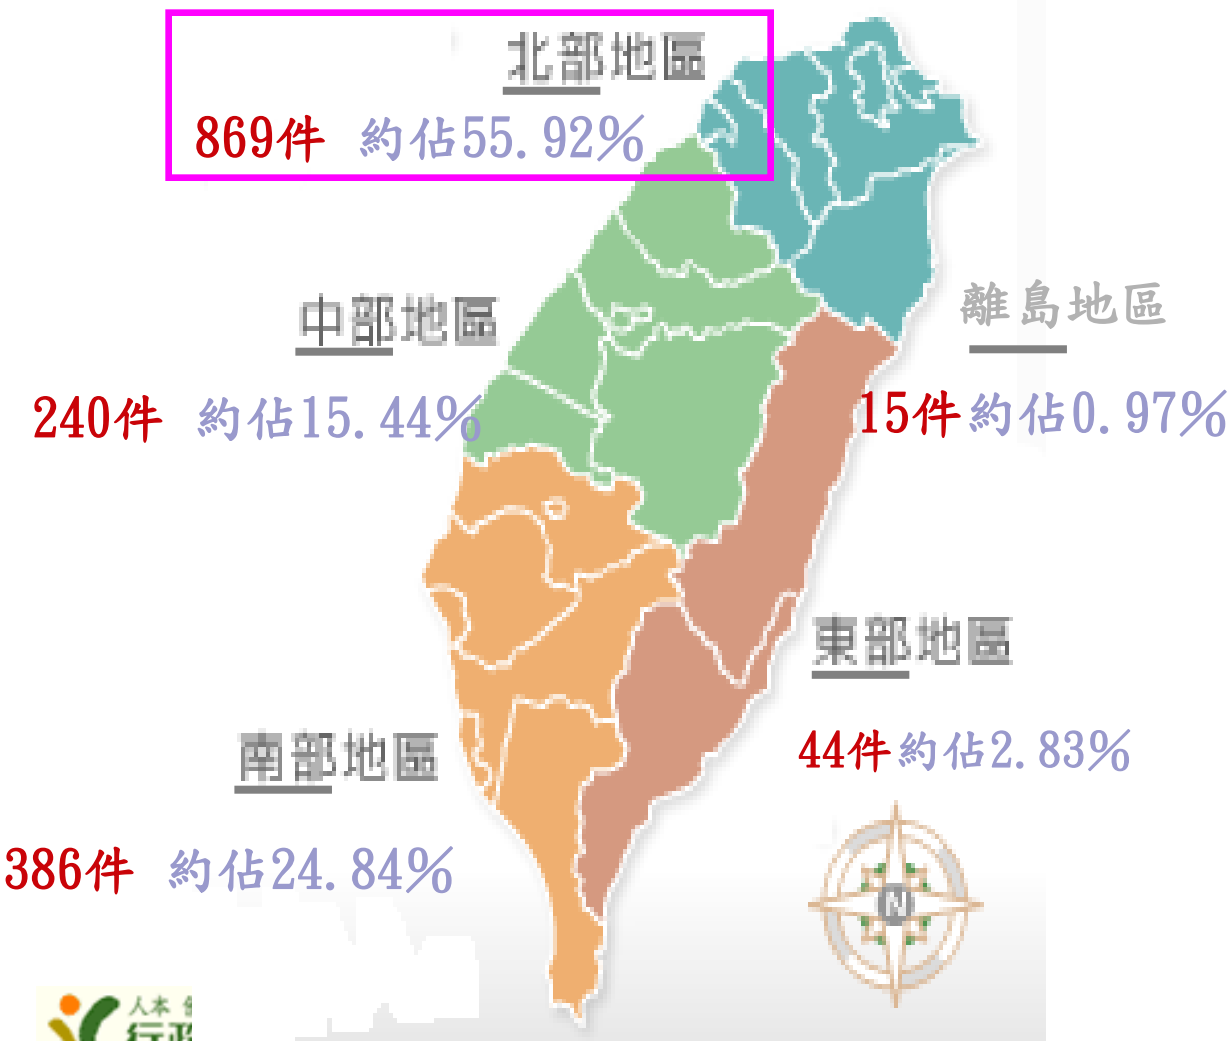 北部地區
869件 約佔55.92%
中部地區
240件 約佔15.44%
離島地區
15件約佔0.97%
東部地區
44件約佔2.83%
南部地區
386件 約佔24.84%
N
人本
行政